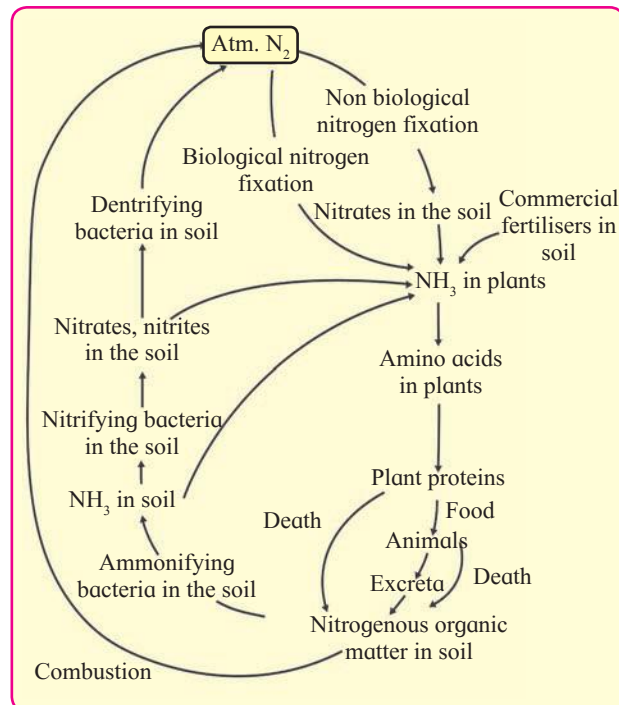 Atm. N₂
Non biological
nitrogen fixation
Biological nitrogen
fixation
Dentrifying
bacteria in soil
Nitrates in the soil
Commercial
fertilisers in
soil
NH₃ in plants
Nitrates, nitrites
in the soil
Amino acids
in plants
Nitrifying bacteria
in the soil
Plant proteins
NH₃ in soil
Food
Death
Animals
Ammonifying
bacteria in the soil
Excreta
Death
Nitrogenous organic
matter in soil
Combustion